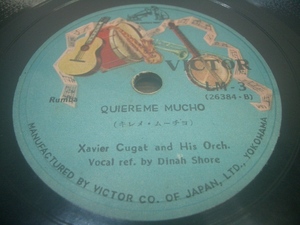 VICTOR
Rumba
LM-3
(26384-B)
QUIEREME MUCHO
(キレメ・ムーチョ)
Xavier Cugat and His Orch.
Vocal ref. by Dinah Shore
MANUFACTURED BY VICTOR CO. OF JAPAN, LTD., YOKOHAMA